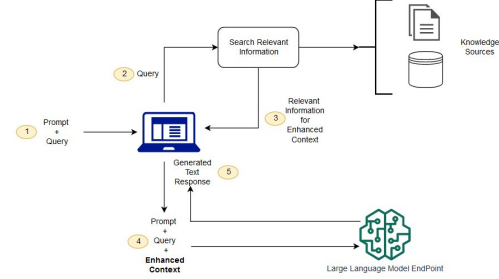 Search Relevant
Information
Knowledge
Sources
2
Query
3
Relevant
Information
for
Enhanced
Context
1
Prompt
+
Query
Generated
Text
Response
5
4
Prompt
+
Query
+
Enhanced
Context
Large Language Model EndPoint